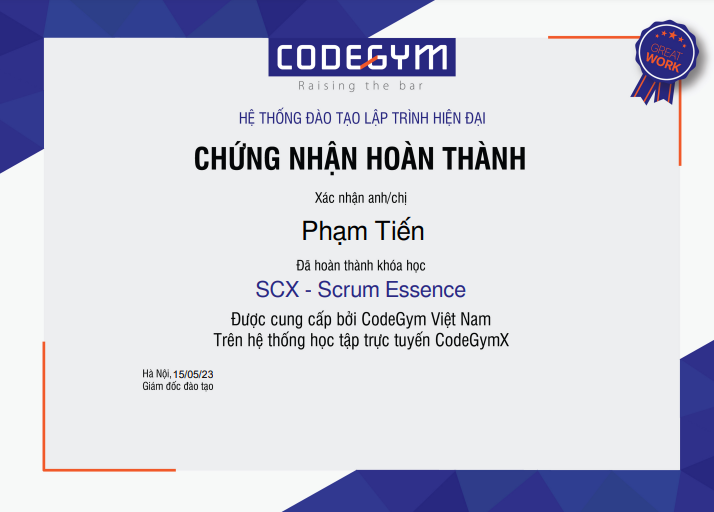 CODEGYM
Raising the bar
GREAT
WORK
HỆ THỐNG ĐÀO TẠO LẬP TRÌNH HIỆN ĐẠI
CHỨNG NHẬN HOÀN THÀNH
Xác nhận anh/chị
Phạm Tiến
Đã hoàn thành khóa học
SCX - Scrum Essence
Được cung cấp bởi CodeGym Việt Nam
Trên hệ thống học tập trực tuyến CodeGymX
Hà Nội, 15/05/23
Giám đốc đào tạo